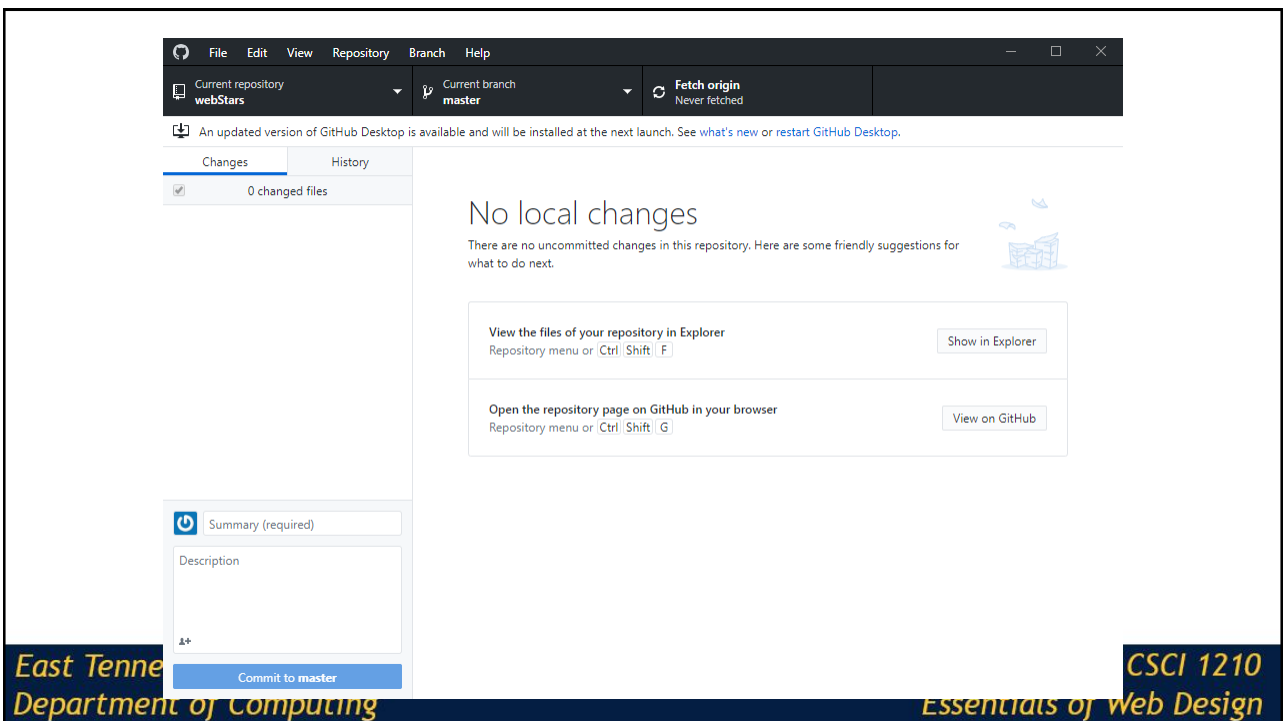 File Edit View Repository Branch Help
Current repository
webStars
Current branch
master
Fetch origin
Never fetched
An updated version of GitHub Desktop is available and will be installed at the next launch. See what's new or restart GitHub Desktop.
Changes History
0 changed files
No local changes
There are no uncommitted changes in this repository. Here are some friendly suggestions for
what to do next.
View the files of your repository in Explorer
Repository menu or Ctrl Shift F
Show in Explorer
Open the repository page on GitHub in your browser
Repository menu or Ctrl Shift G
View on GitHub
Summary (required)
Description
Commit to master
East Tenne
Department of Computing
CSCI 1210
Essentials of Web Design